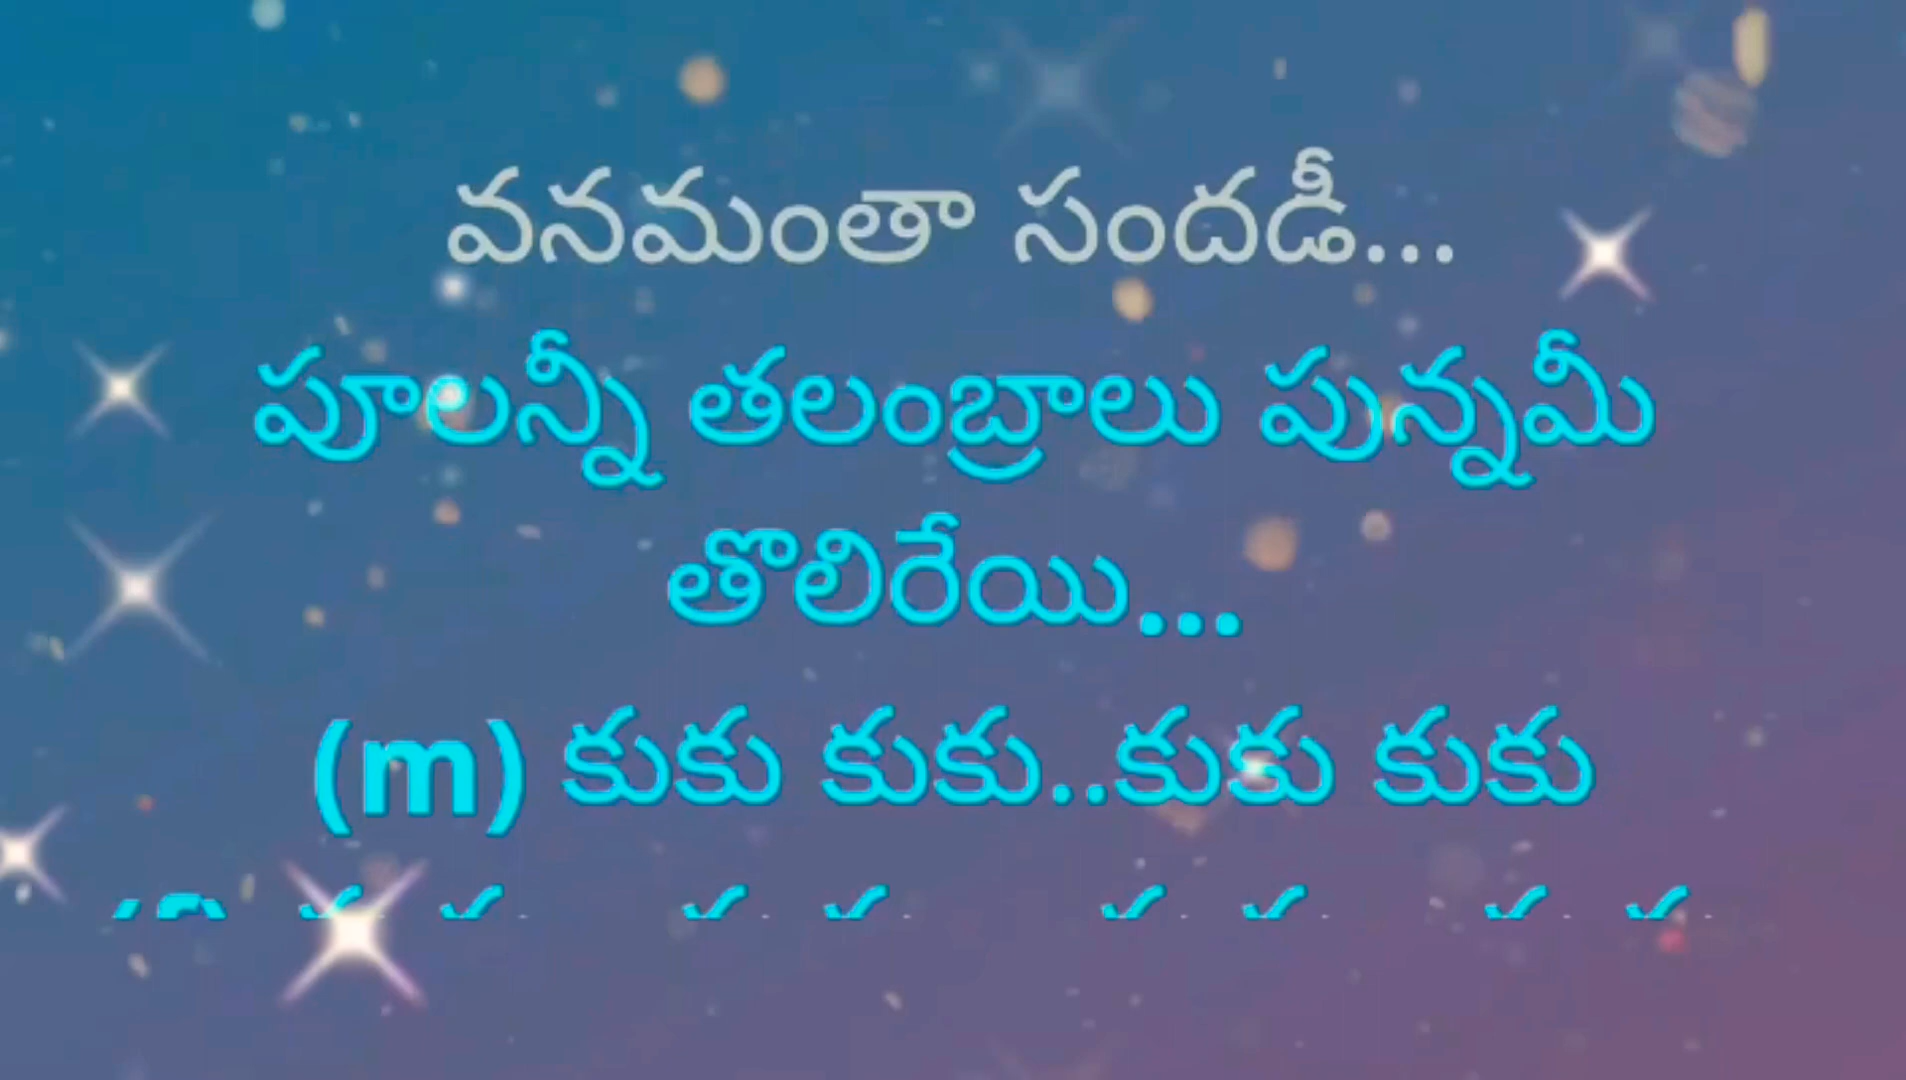 వనమంతా సందడీ...
పూలన్నీ తలంబ్రాలు పున్నమీ
తొలిరేయి...
(m) కుకు కుకు..కుకు కుకు